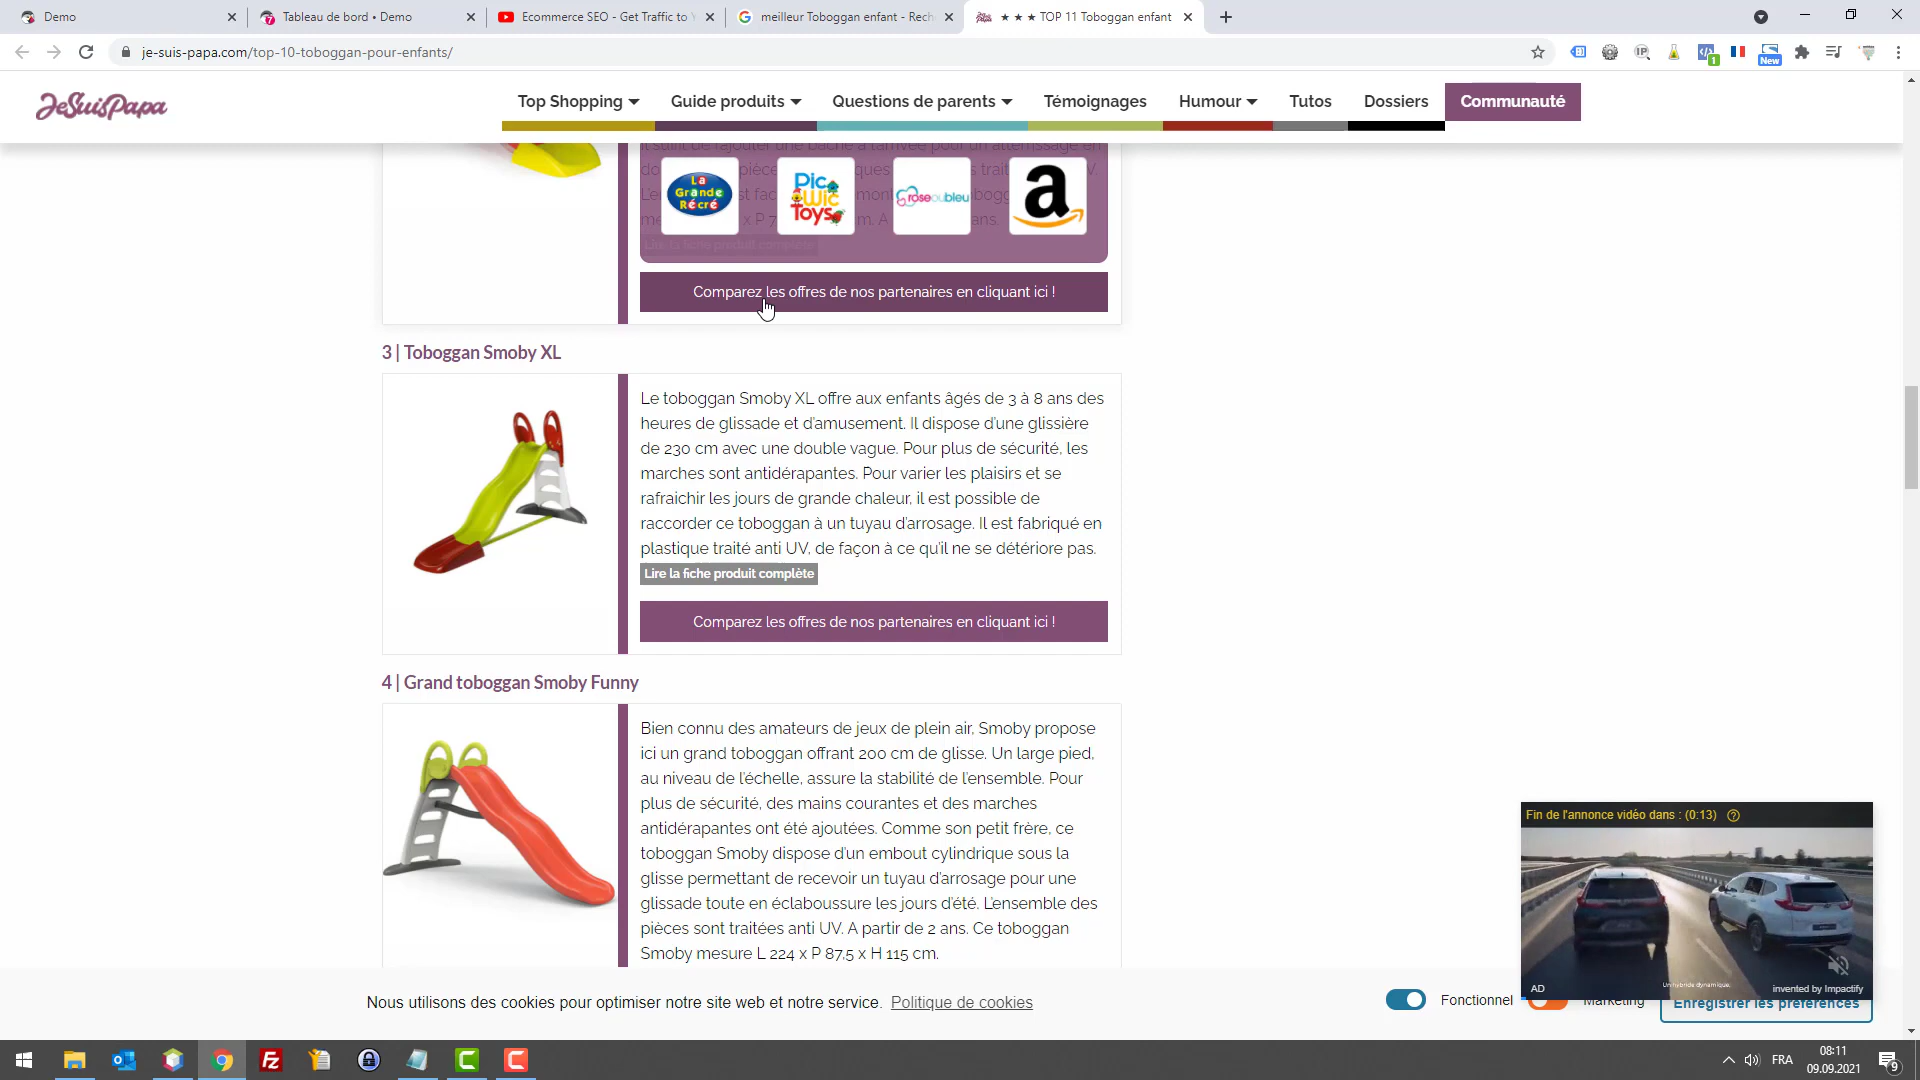 Demo
Tableau de bord • Demo
Ecommerce SEO - Get Traffic to Y
meilleur Toboggan enfant - Rech
★ ★ ★ TOP 11 Toboggan enfant
je-suis-papa.com/top-10-toboggan-pour-enfants/
IP
1
New
JeSuisPapa
Top Shopping
Guide produits
Questions de parents
Témoignages
Humour
Tutos
Dossiers
Communauté
La Grande Récré
Pic Wic Toys
roseoubleu
a
Lire la fiche produit complète
Comparez les offres de nos partenaires en cliquant ici !
3 | Toboggan Smoby XL
Le toboggan Smoby XL offre aux enfants âgés de 3 à 8 ans des
heures de glissade et d'amusement. Il dispose d'une glissière
de 230 cm avec une double vague. Pour plus de sécurité, les
marches sont antidérapantes. Pour varier les plaisirs et se
rafraichir les jours de grande chaleur, il est possible de
raccorder ce toboggan à un tuyau d'arrosage. Il est fabriqué en
plastique traité anti UV, de façon à ce qu'il ne se détériore pas.
Lire la fiche produit complète
Comparez les offres de nos partenaires en cliquant ici !
4 | Grand toboggan Smoby Funny
Bien connu des amateurs de jeux de plein air, Smoby propose
ici un grand toboggan offrant 200 cm de glisse. Un large pied,
au niveau de l'échelle, assure la stabilité de l'ensemble. Pour
plus de sécurité, des mains courantes et des marches
antidérapantes ont été ajoutées. Comme son petit frère, ce
toboggan Smoby dispose d'un embout cylindrique sous la
glisse permettant de recevoir un tuyau d'arrosage pour une
glissade toute en éclaboussure les jours d'été. L'ensemble des
pièces sont traitées anti UV. A partir de 2 ans. Ce toboggan
Smoby mesure L 224 x P 87,5 x H 115 cm.
Fin de l'annonce vidéo dans : (0:13)
Un hybride dynamique.
AD
invented by Impactify
Nous utilisons des cookies pour optimiser notre site web et notre service. Politique de cookies
Fonctionnel
Marketing
Enregistrer les préférences
FRA
08:11
09.09.2021
9